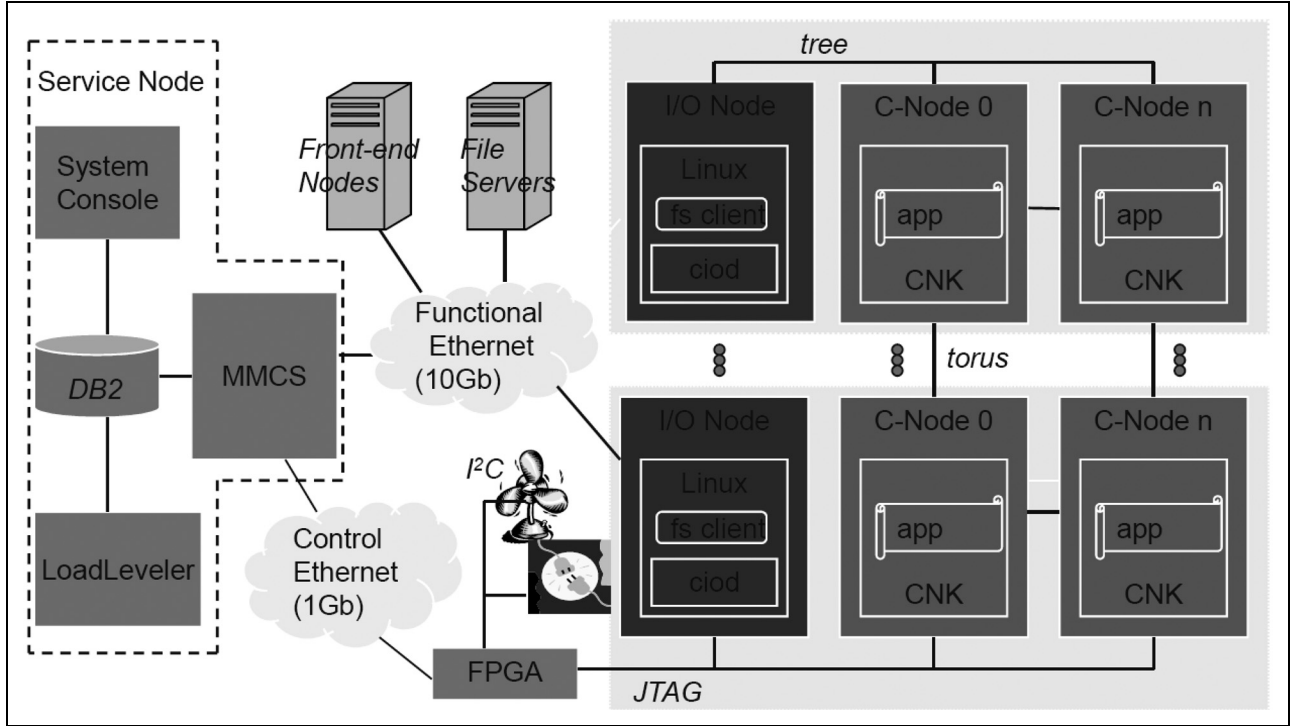 Service Node
System
Console
DB2
MMCS
LoadLeveler
Front-end
Nodes
File
Servers
Functional
Ethernet
(10Gb)
I²C
Control
Ethernet
(1Gb)
FPGA
JTAG
tree
I/O Node
Linux
fs client
ciod
C-Node 0
app
CNK
C-Node n
app
CNK
torus
I/O Node
Linux
fs client
ciod
C-Node 0
app
CNK
C-Node n
app
CNK